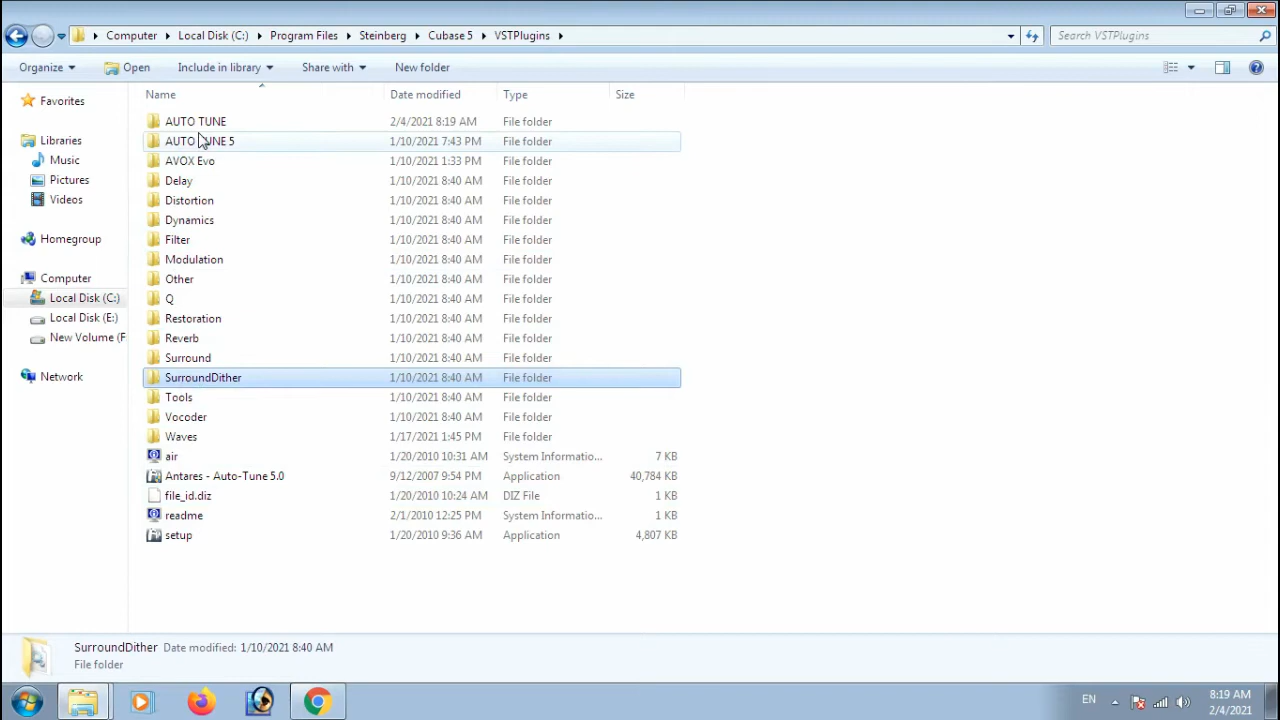 Computer Local Disk (C:) Program Files Steinberg Cubase 5 VSTPlugins Search VSTPlugins
Organize Open Include in library Share with New folder
Name Date modified Type Size
Favorites
Libraries
Music
Pictures
Videos
Homegroup
Computer
Local Disk (C:)
Local Disk (E:)
New Volume (F
Network
AUTO TUNE 2/4/2021 8:19 AM File folder
AUTO TUNE 5 1/10/2021 7:43 PM File folder
AVOX Evo 1/10/2021 1:33 PM File folder
Delay 1/10/2021 8:40 AM File folder
Distortion 1/10/2021 8:40 AM File folder
Dynamics 1/10/2021 8:40 AM File folder
Filter 1/10/2021 8:40 AM File folder
Modulation 1/10/2021 8:40 AM File folder
Other 1/10/2021 8:40 AM File folder
Q 1/10/2021 8:40 AM File folder
Restoration 1/10/2021 8:40 AM File folder
Reverb 1/10/2021 8:40 AM File folder
Surround 1/10/2021 8:40 AM File folder
SurroundDither 1/10/2021 8:40 AM File folder
Tools 1/10/2021 8:40 AM File folder
Vocoder 1/10/2021 8:40 AM File folder
Waves 1/17/2021 1:45 PM File folder
air 1/20/2010 10:31 AM System Informatio... 7 KB
Antares - Auto-Tune 5.0 9/12/2007 9:54 PM Application 40,784 KB
file_id.diz 1/20/2010 10:24 AM DIZ File 1 KB
readme 2/1/2010 12:25 PM System Informatio... 1 KB
setup 1/20/2010 9:36 AM Application 4,807 KB
SurroundDither Date modified: 1/10/2021 8:40 AM
File folder
EN 8:19 AM
2/4/2021